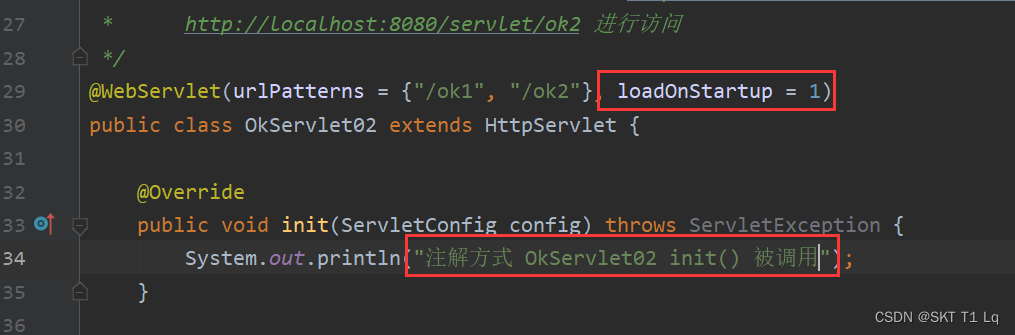 27 * http://localhost:8080/servlet/ok2 进行访问
28 */
29 @WebServlet(urlPatterns = {"/ok1", "/ok2"}, loadOnStartup = 1)
30 public class OkServlet02 extends HttpServlet {
31
32 @Override
33 public void init(ServletConfig config) throws ServletException {
34 System.out.println("注解方式 OkServlet02 init() 被调用");
35 }
36
CSDN @SKT T1 Lq